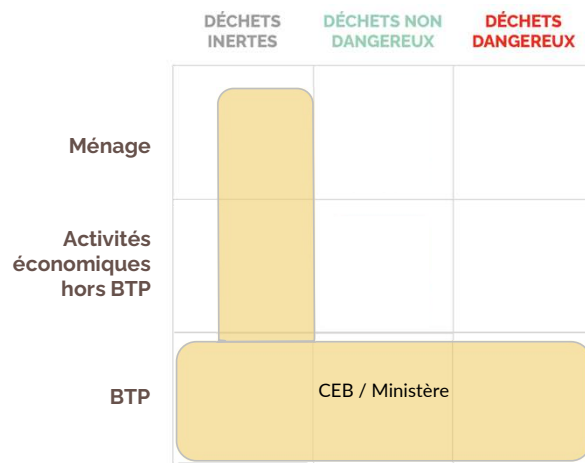 DÉCHETS
INERTES
DÉCHETS NON
DANGEREUX
DÉCHETS
DANGEREUX
Ménage
Activités
économiques
hors BTP
BTP
CEB / Ministère